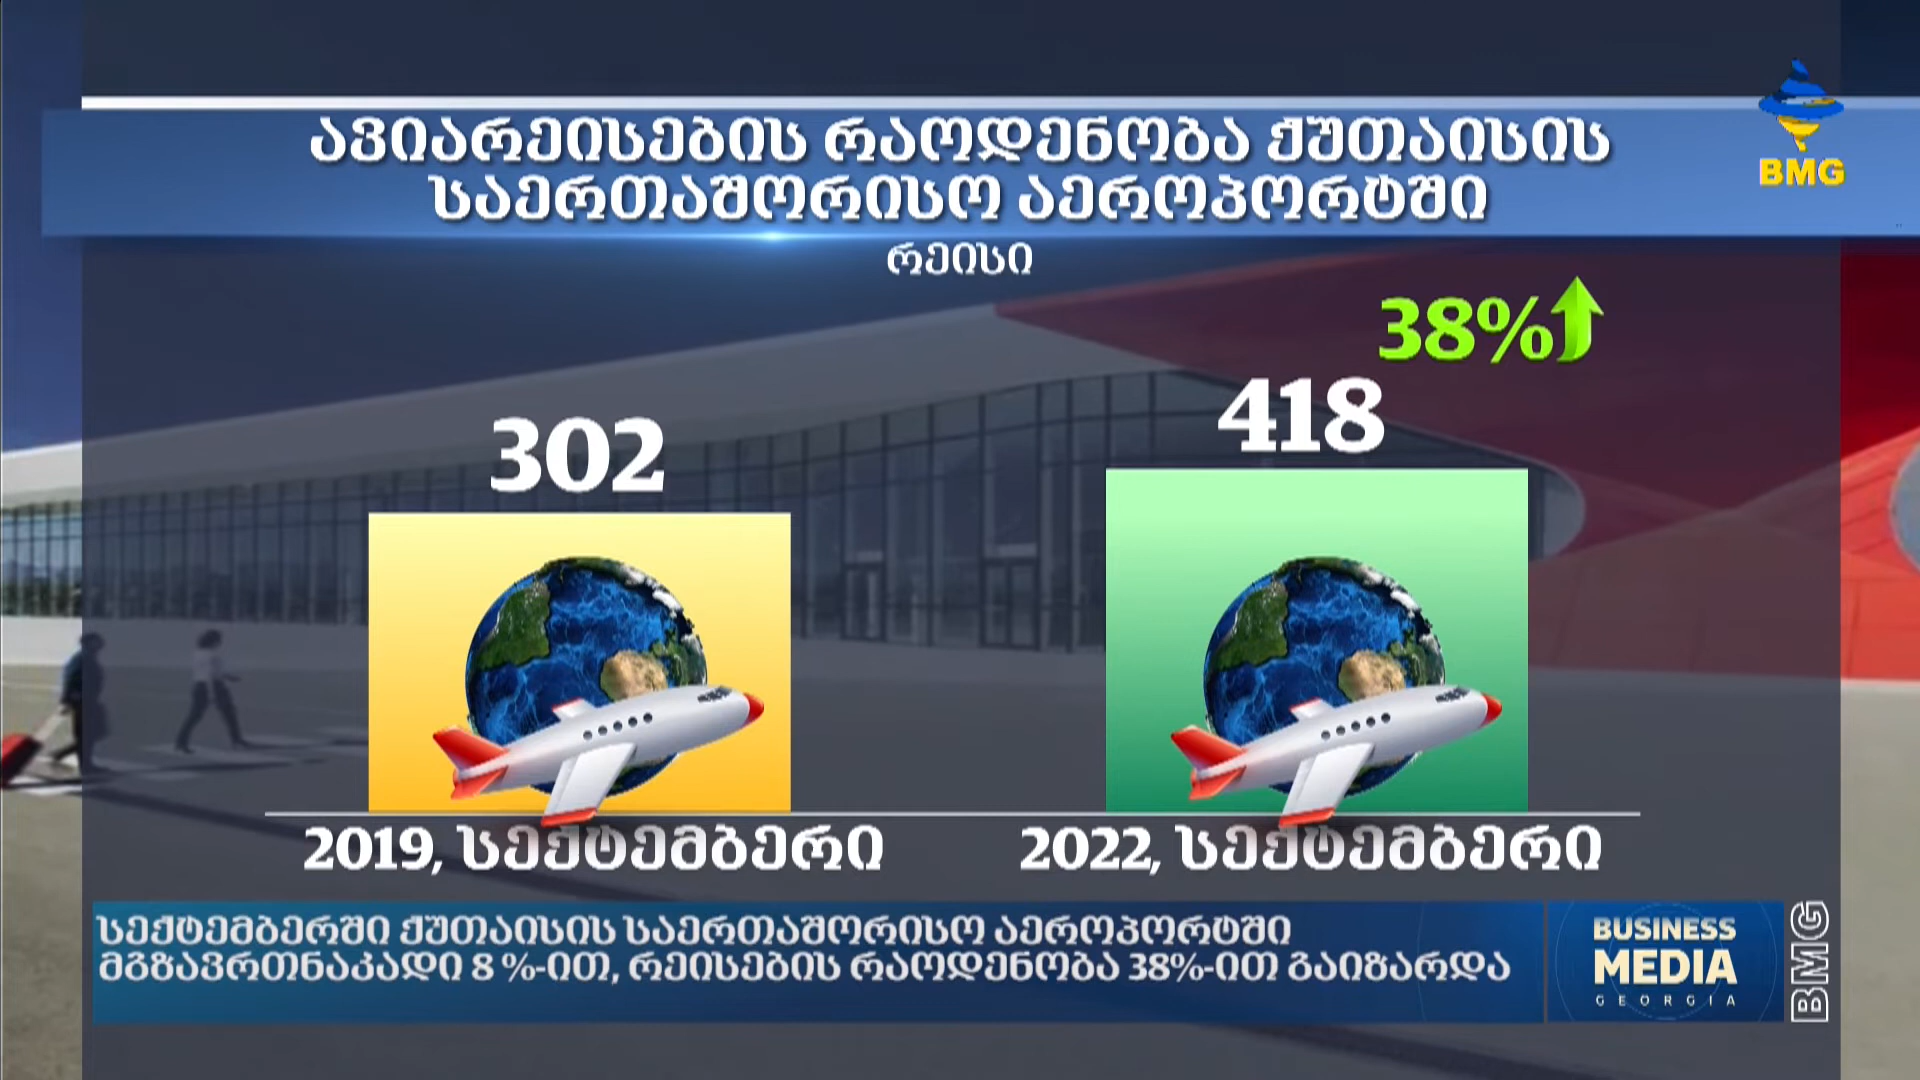 ავიარეისების რაოდენობა ქუთაისის
საერთაშორისო აეროპორტში
BMG
რეისი
38%
302
418
2019, სექტემბერი
2022, სექტემბერი
სექტემბერში ქუთაისის საერთაშორისო აეროპორტში
მგზავრთნაკადი 8 %-ით, რეისების რაოდენობა 38%-ით გაიზარდა
BUSINESS
MEDIA
GEORGIA
BMG